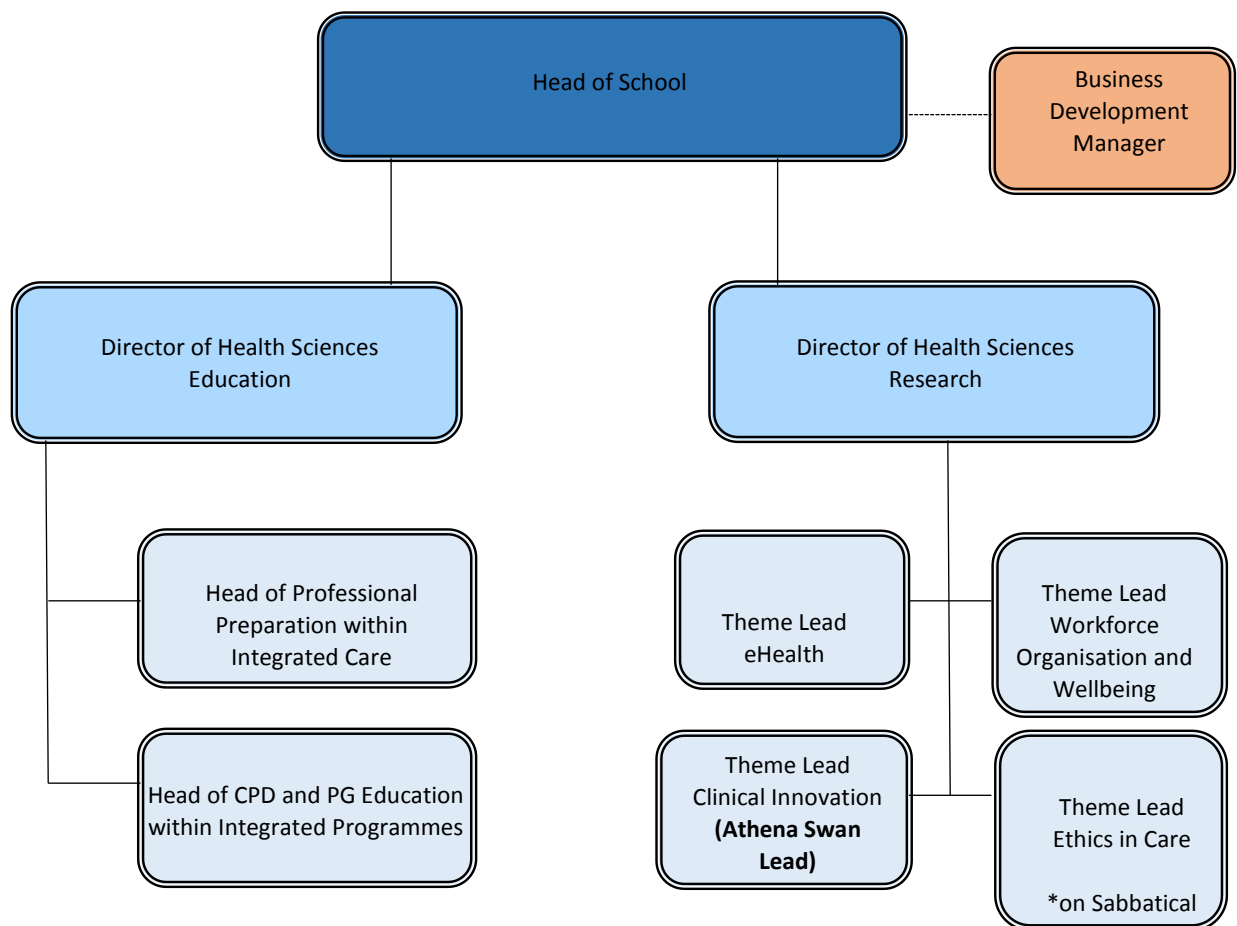 Head of School
Business
Development
Manager
Director of Health Sciences
Education
Director of Health Sciences
Research
Head of Professional
Preparation within
Integrated Care
Theme Lead
eHealth
Theme Lead
Workforce
Organisation and
Wellbeing
Head of CPD and PG Education
within Integrated Programmes
Theme Lead
Clinical Innovation
(Athena Swan
Lead)
Theme Lead
Ethics in Care
*on Sabbatical